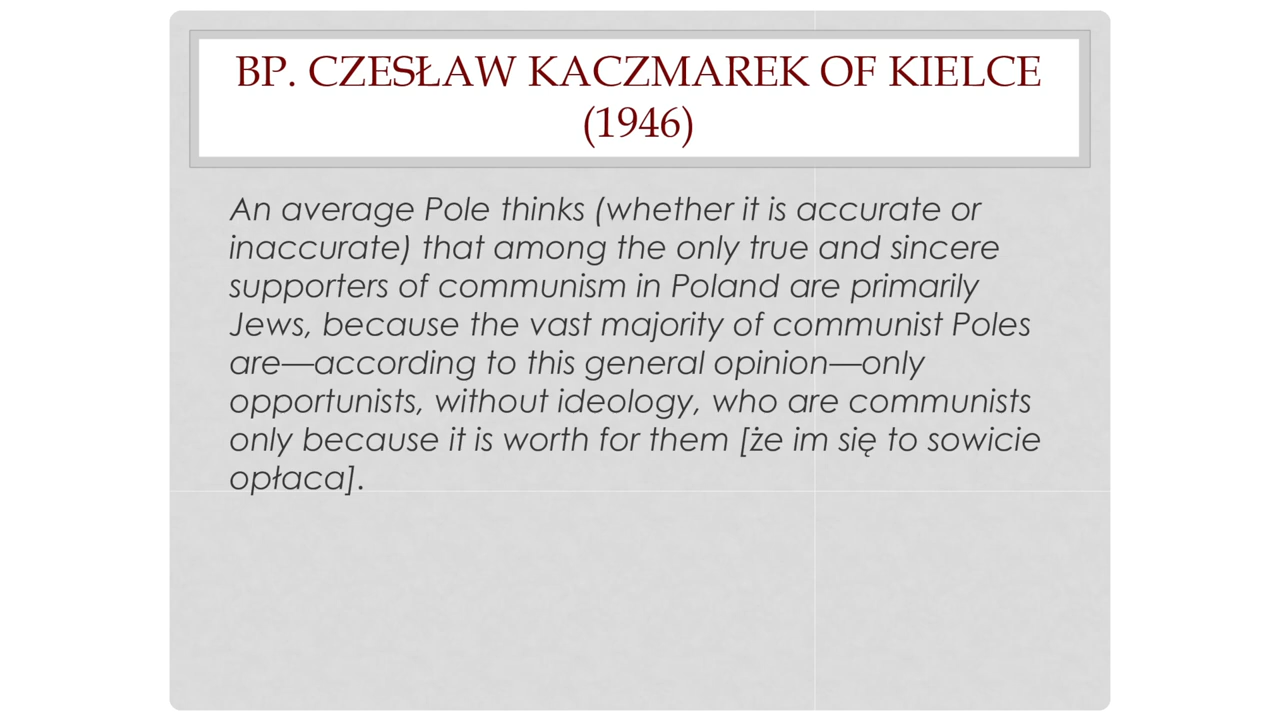 BP. CZESŁAW KACZMAREK OF KIELCE
(1946)
An average Pole thinks (whether it is accurate or
inaccurate) that among the only true and sincere
supporters of communism in Poland are primarily
Jews, because the vast majority of communist Poles
are—according to this general opinion—only
opportunists, without ideology, who are communists
only because it is worth for them [że im się to sowicie
opłaca].